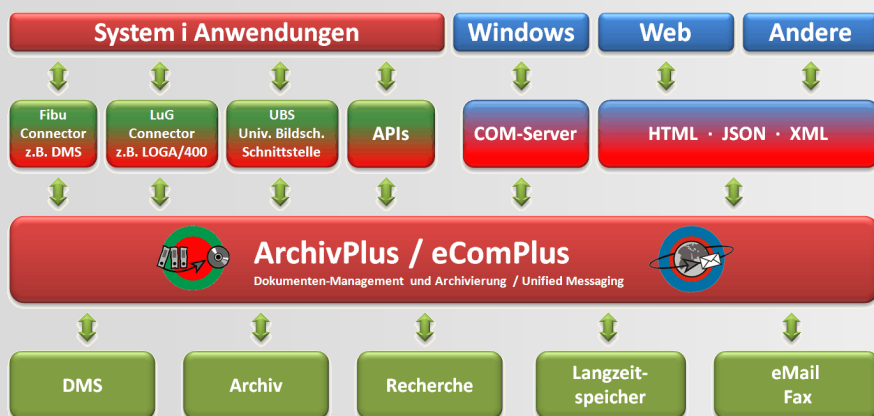 System i Anwendungen
Windows
Web
Andere
Fibu
Connector
z.B. DMS
LuG
Connector
z.B. LOGA/400
UBS
Univ. Bildsch.
Schnittstelle
APIs
COM-Server
HTML · JSON · XML
ArchivPlus / eComPlus
Dokumenten-Management und Archivierung / Unified Messaging
DMS
Archiv
Recherche
Langzeit-
speicher
eMail
Fax